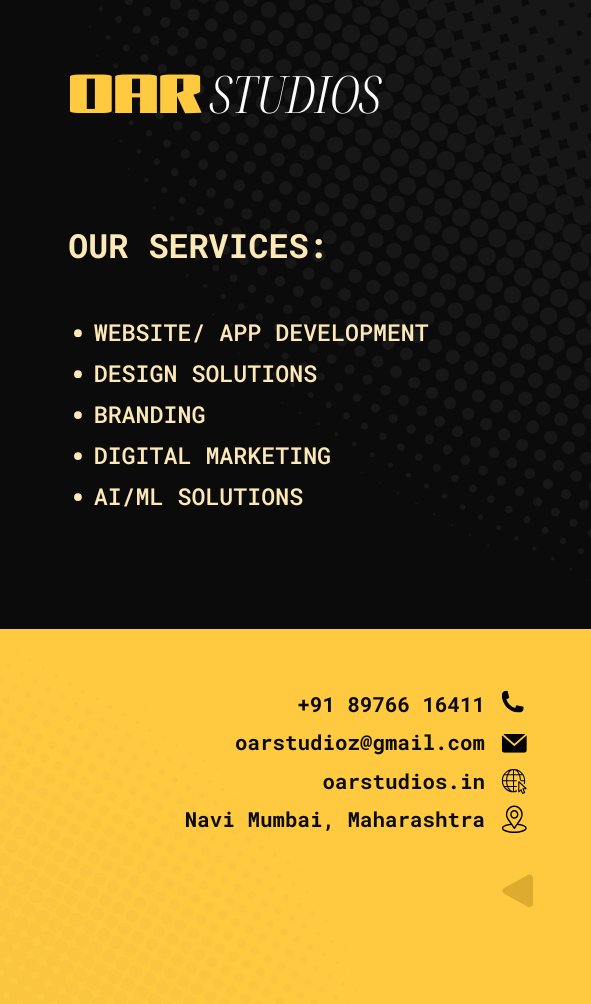 OAR STUDIOS
OUR SERVICES:
• WEBSITE/ APP DEVELOPMENT
• DESIGN SOLUTIONS
• BRANDING
• DIGITAL MARKETING
• AI/ML SOLUTIONS
+91 89766 16411
oarstudioz@gmail.com
oarstudios.in
Navi Mumbai, Maharashtra